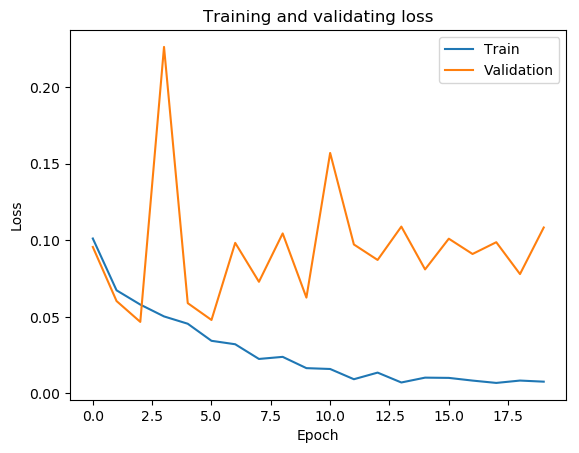 Training and validating loss
Train
Validation
0.20
0.15
0.10
0.05
0.00
Loss
0.0 2.5 5.0 7.5 10.0 12.5 15.0 17.5
Epoch